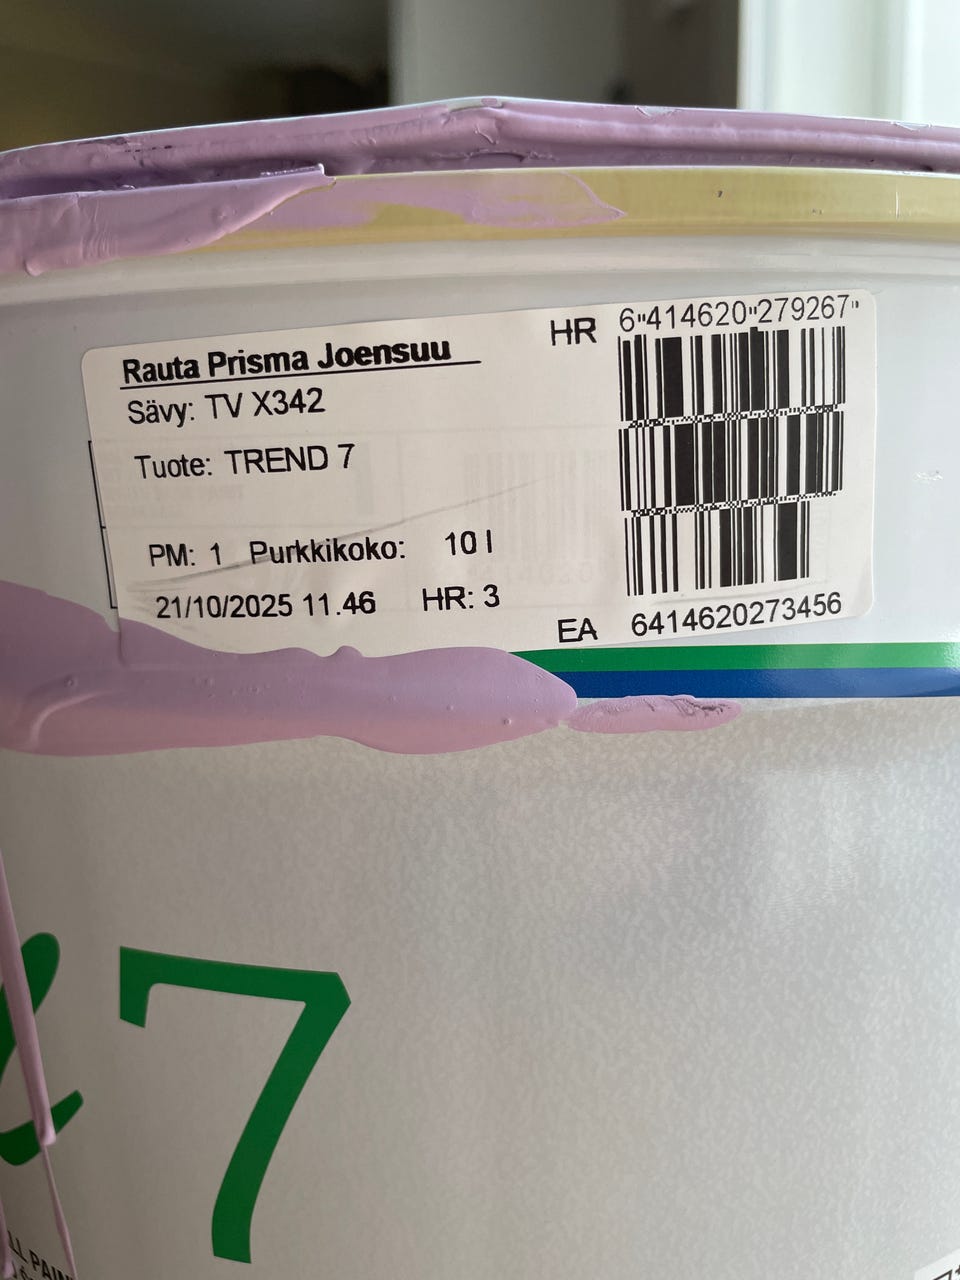 HR 6"414620"279267"
Rauta Prisma Joensuu
Sävy: TV X342
Tuote: TREND 7
PM: 1 Purkkikoko: 10 l
21/10/2025 11.46 HR: 3
EA 6414620273456
7